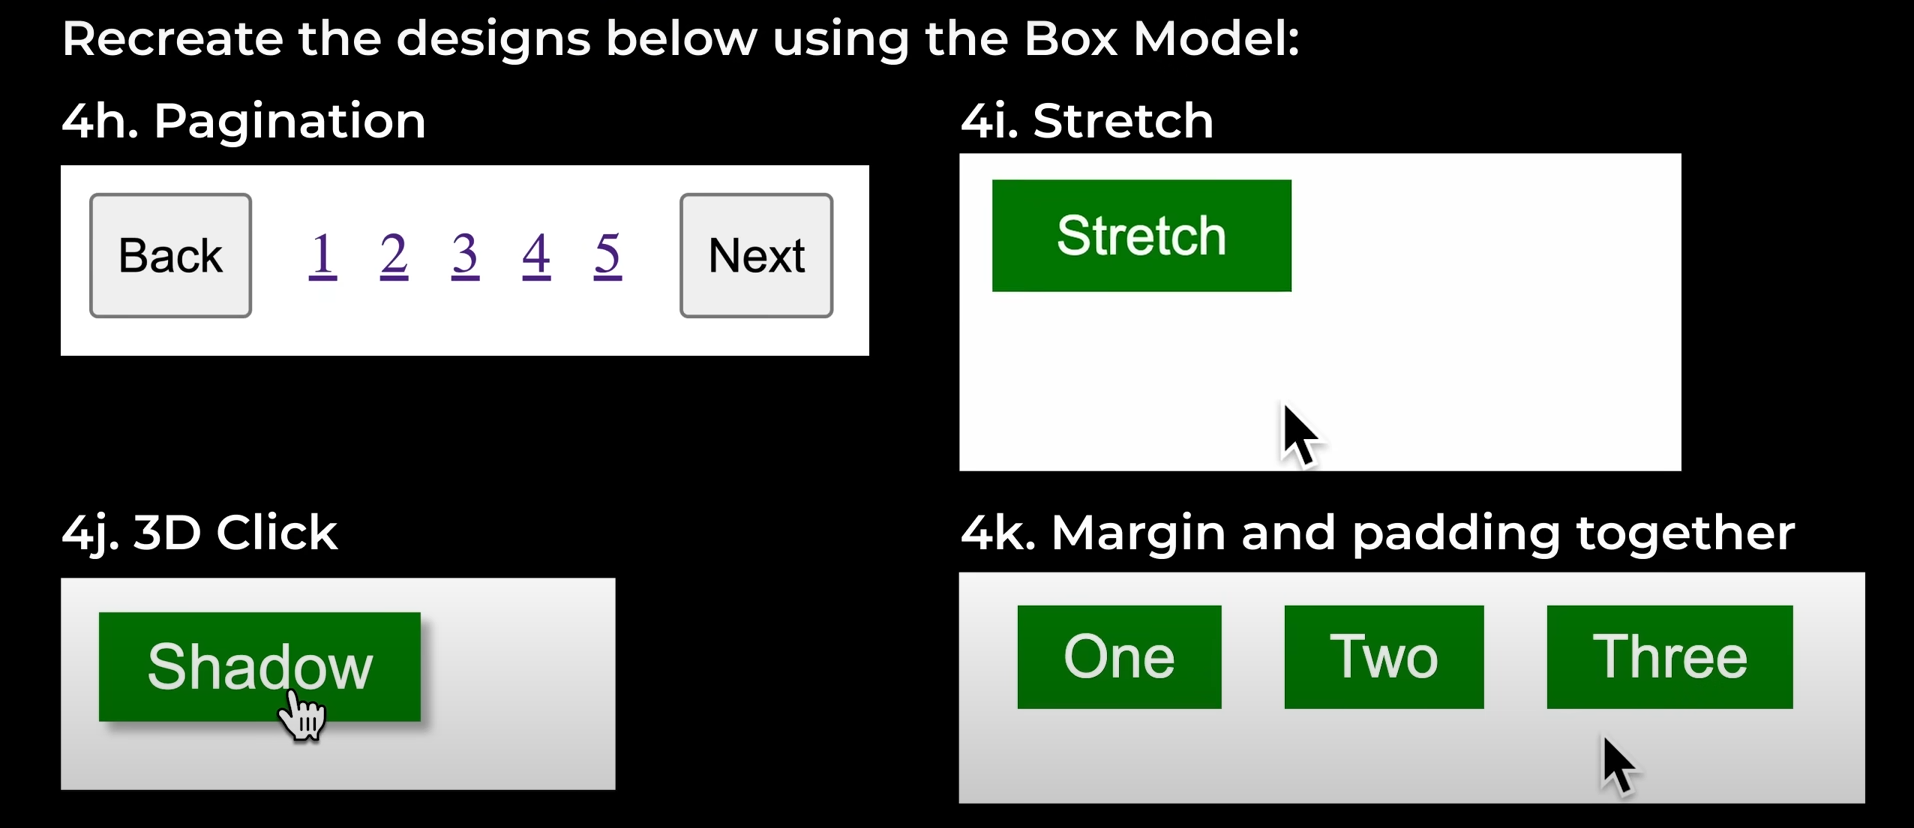 Recreate the designs below using the Box Model:
4h. Pagination
Back 1 2 3 4 5 Next
4i. Stretch
Stretch
4j. 3D Click
Shadow
4k. Margin and padding together
One Two Three